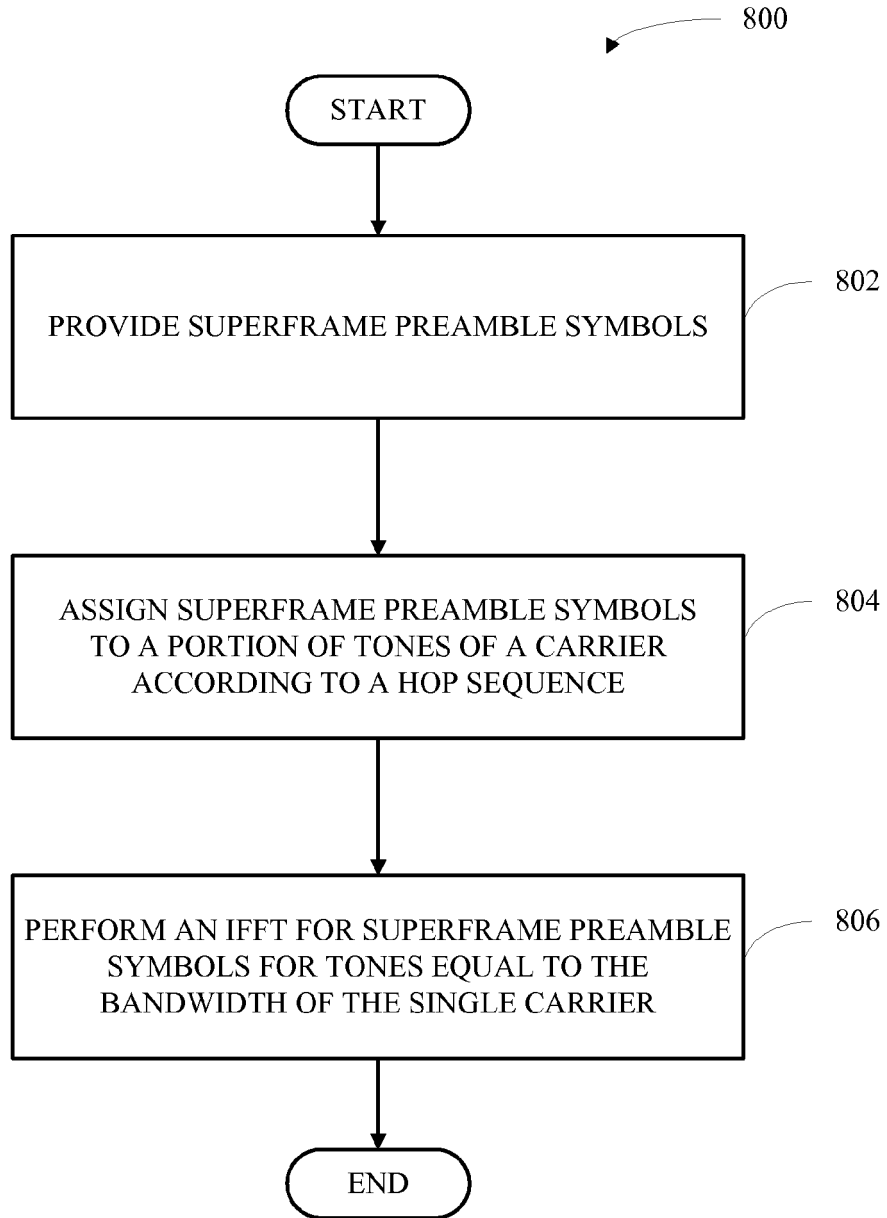 800
START
802
PROVIDE SUPERFRAME PREAMBLE SYMBOLS
804
ASSIGN SUPERFRAME PREAMBLE SYMBOLS
TO A PORTION OF TONES OF A CARRIER
ACCORDING TO A HOP SEQUENCE
806
PERFORM AN IFFT FOR SUPERFRAME PREAMBLE
SYMBOLS FOR TONES EQUAL TO THE
BANDWIDTH OF THE SINGLE CARRIER
END